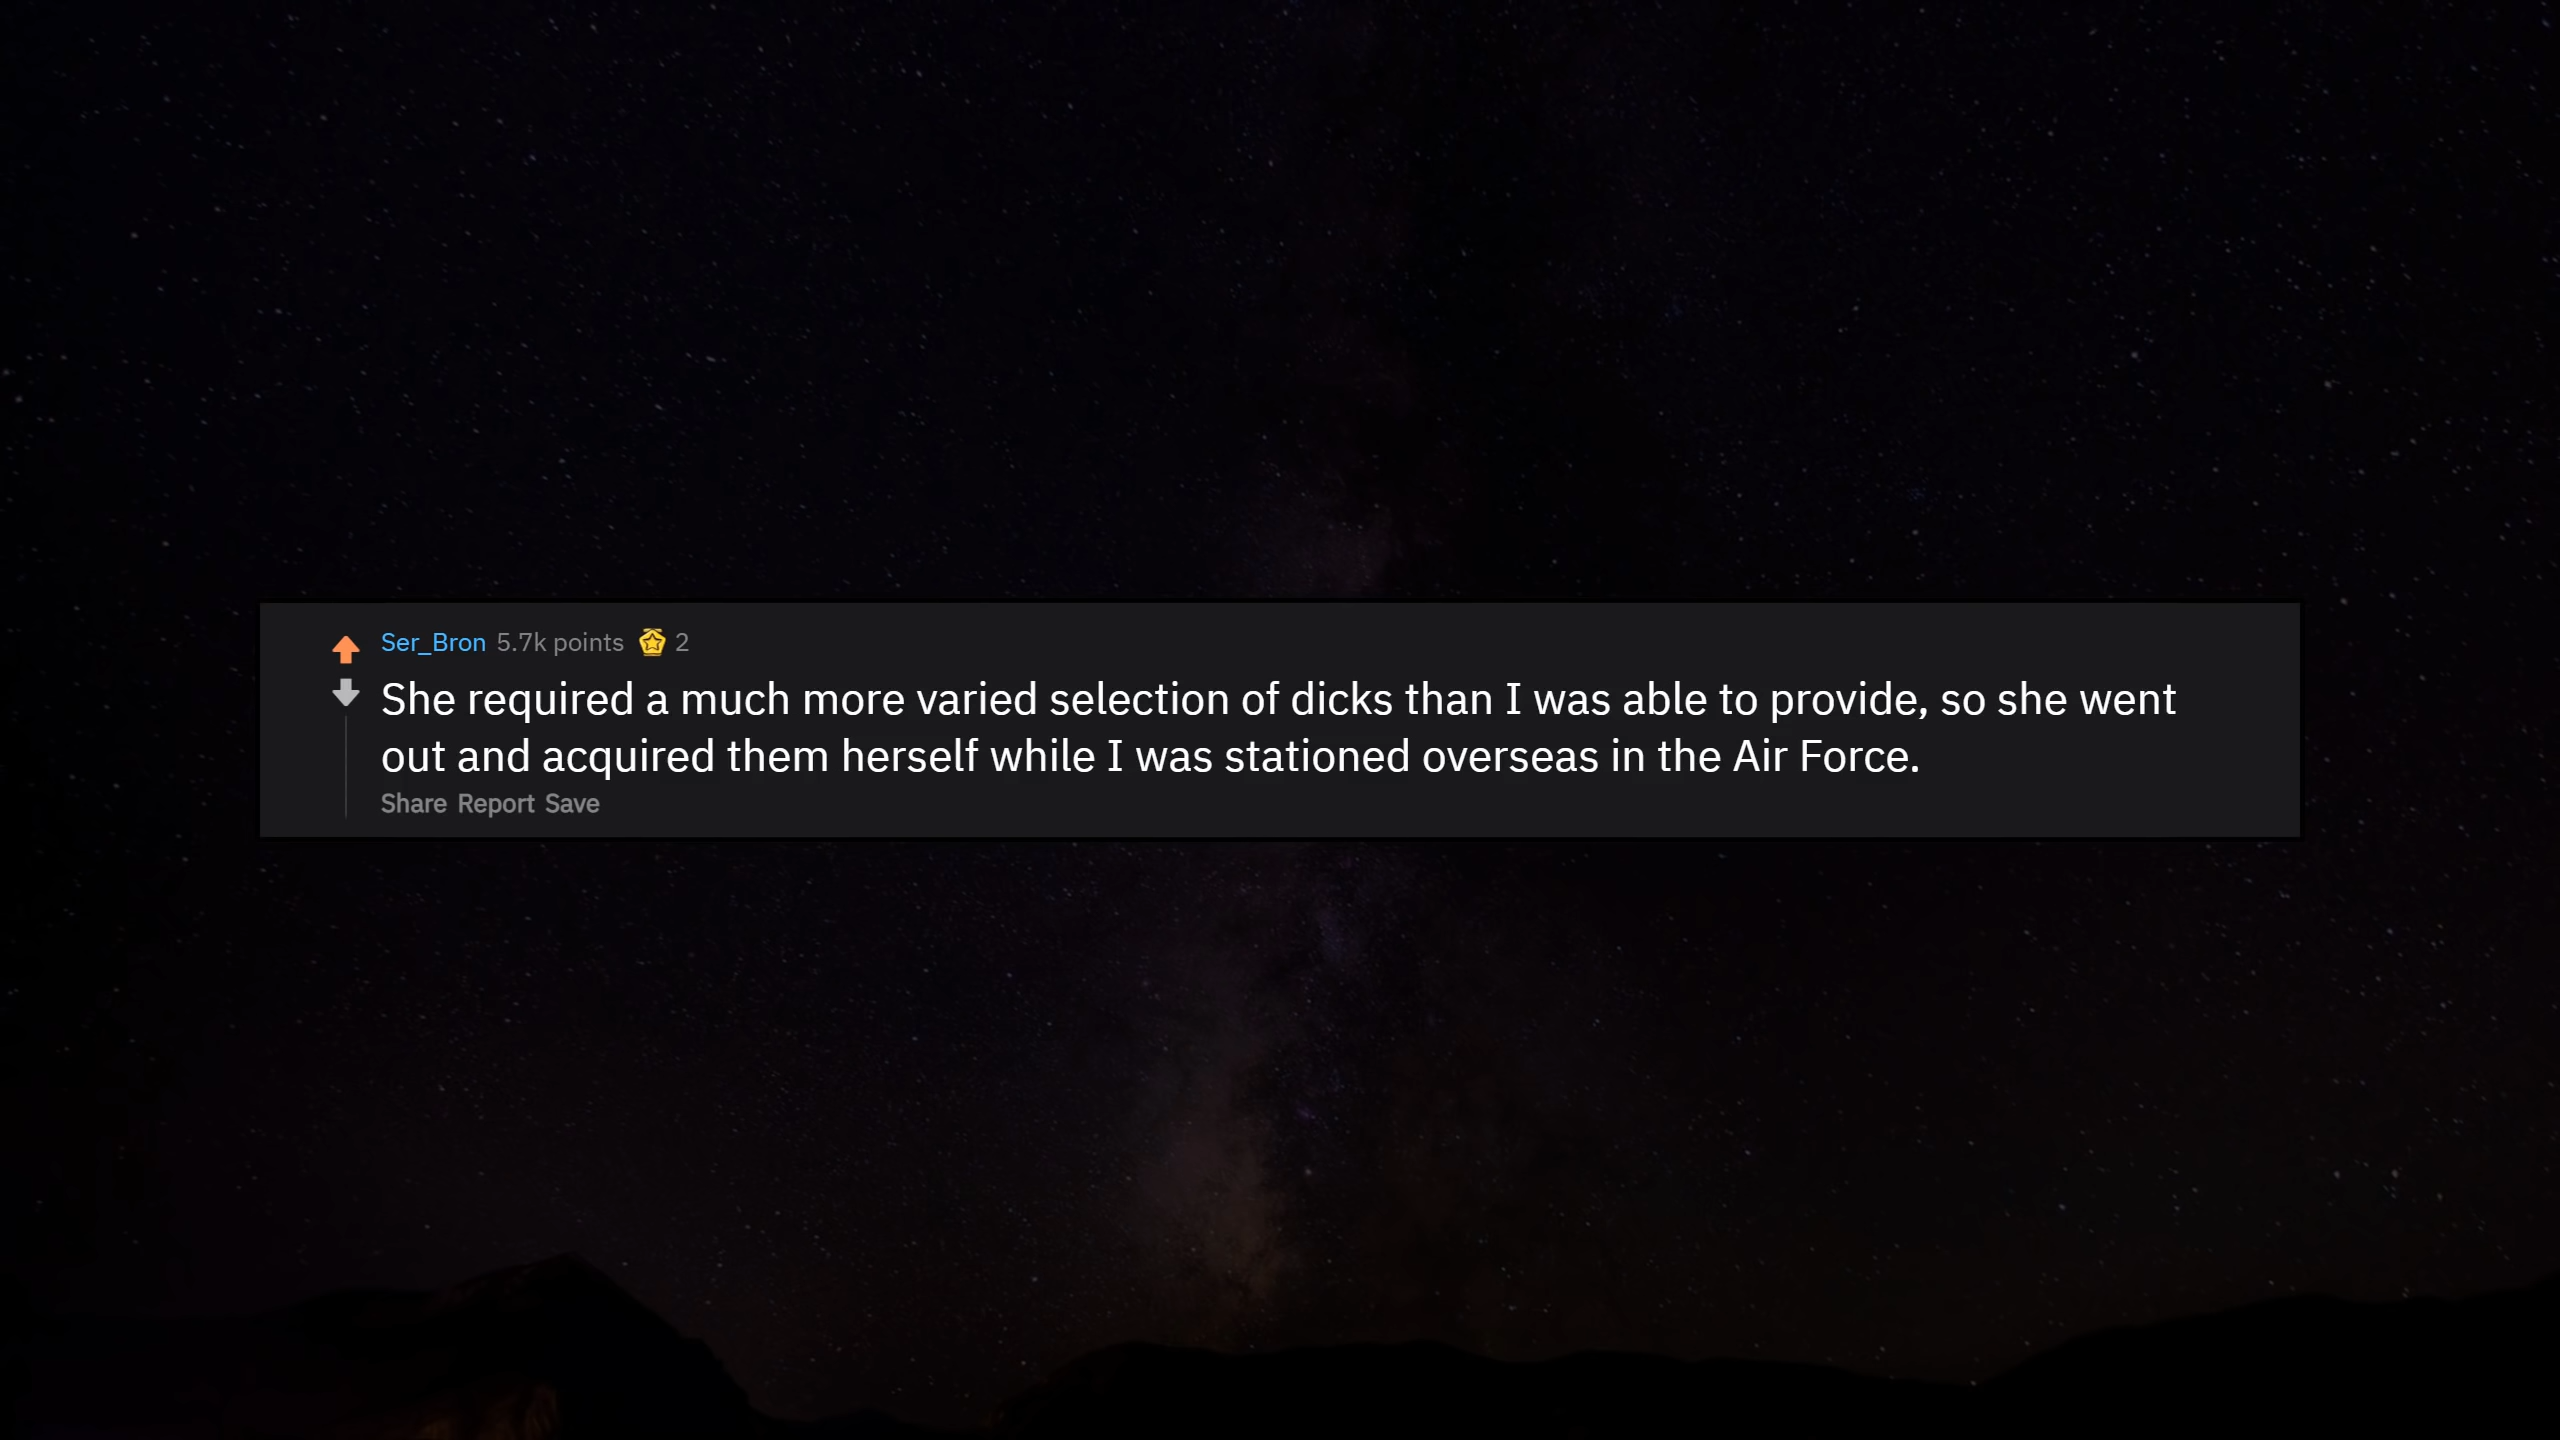 Ser_Bron 5.7k points 2
She required a much more varied selection of dicks than I was able to provide, so she went
out and acquired them herself while I was stationed overseas in the Air Force.
Share Report Save